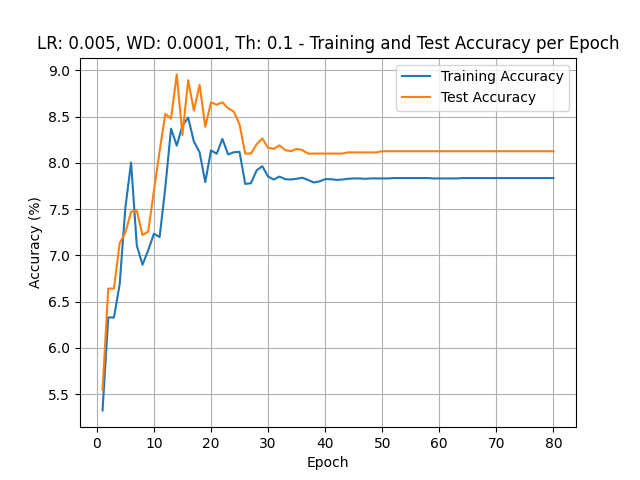 LR: 0.005, WD: 0.0001, Th: 0.1 - Training and Test Accuracy per Epoch
Training Accuracy
Test Accuracy
Accuracy (%)
9.0
8.5
8.0
7.5
7.0
6.5
6.0
5.5
0 10 20 30 40 50 60 70 80
Epoch